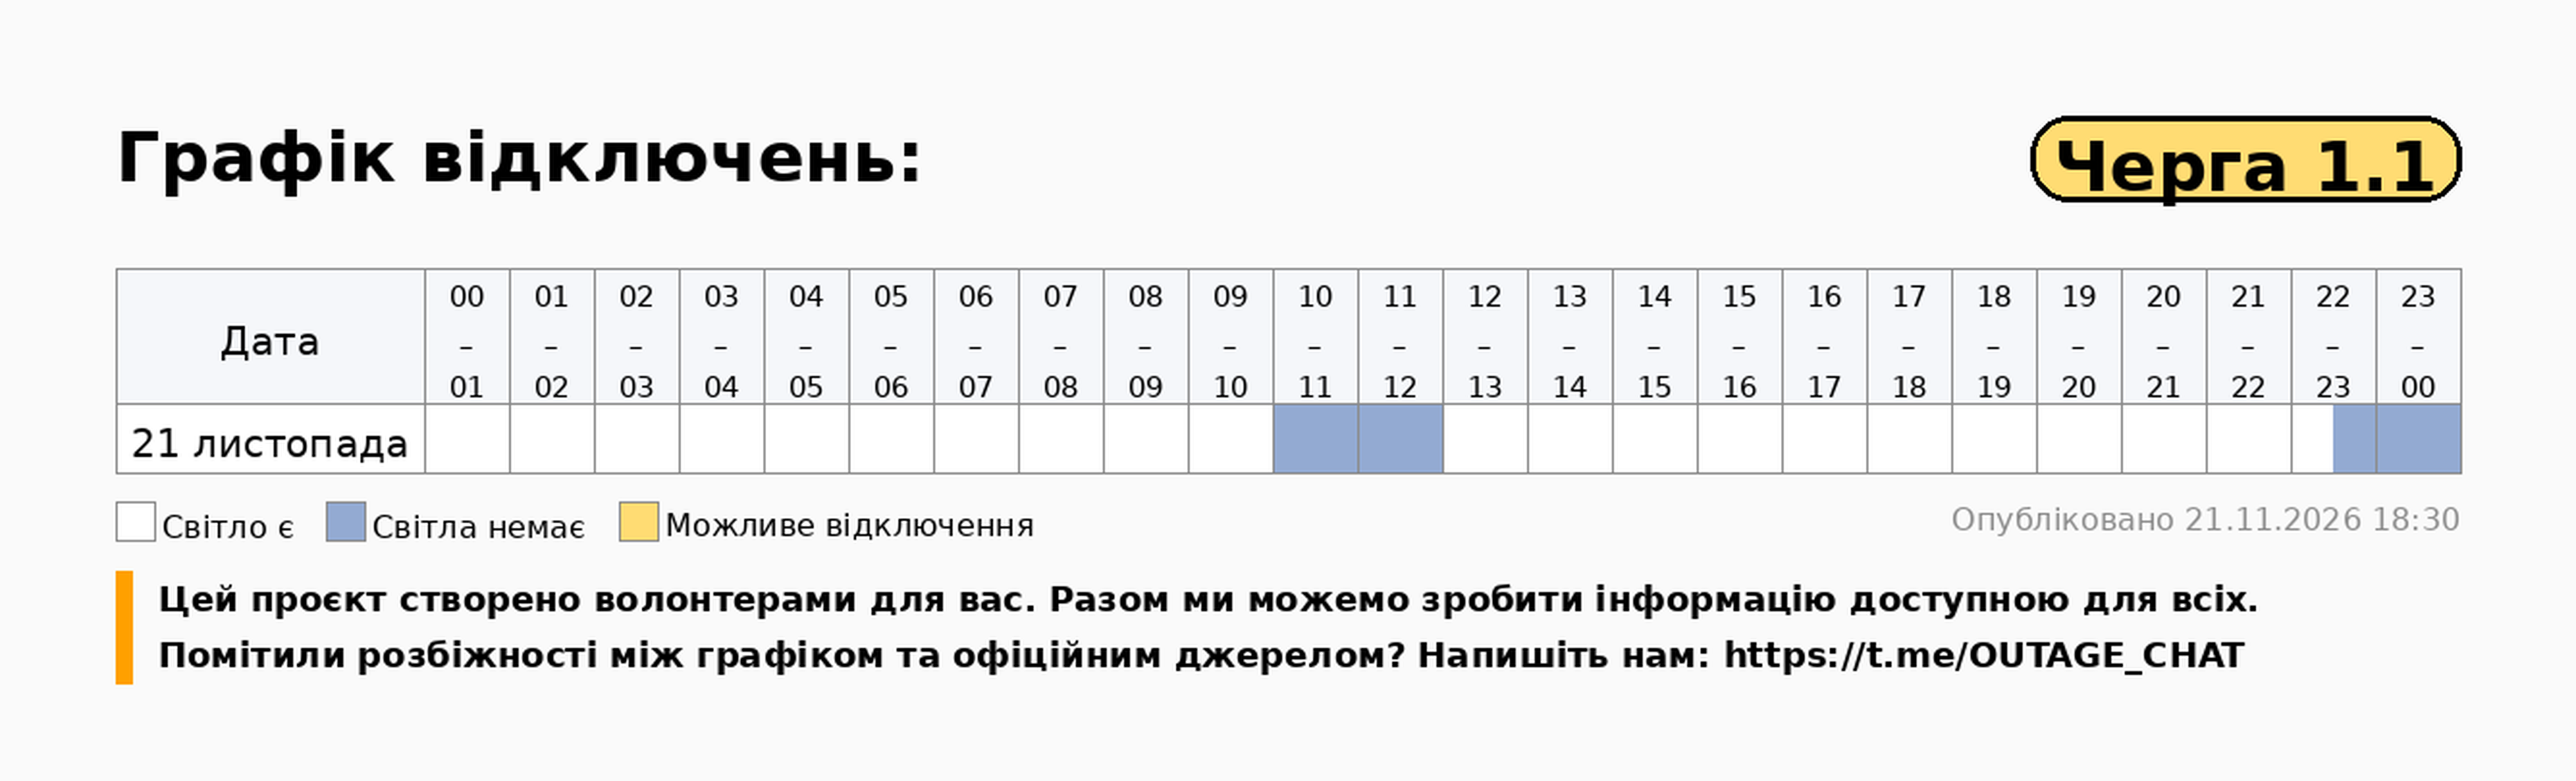 Графік відключень:
Черга 1.1
Дата
00 – 01
01 – 02
02 – 03
03 – 04
04 – 05
05 – 06
06 – 07
07 – 08
08 – 09
09 – 10
10 – 11
11 – 12
12 – 13
13 – 14
14 – 15
15 – 16
16 – 17
17 – 18
18 – 19
19 – 20
20 – 21
21 – 22
22 – 23
23 – 00
21 листопада
Світло є
Світла немає
Можливе відключення
Опубліковано 21.11.2026 18:30
Цей проєкт створено волонтерами для вас. Разом ми можемо зробити інформацію доступною для всіх.
Помітили розбіжності між графіком та офіційним джерелом? Напишіть нам: https://t.me/OUTAGE_CHAT